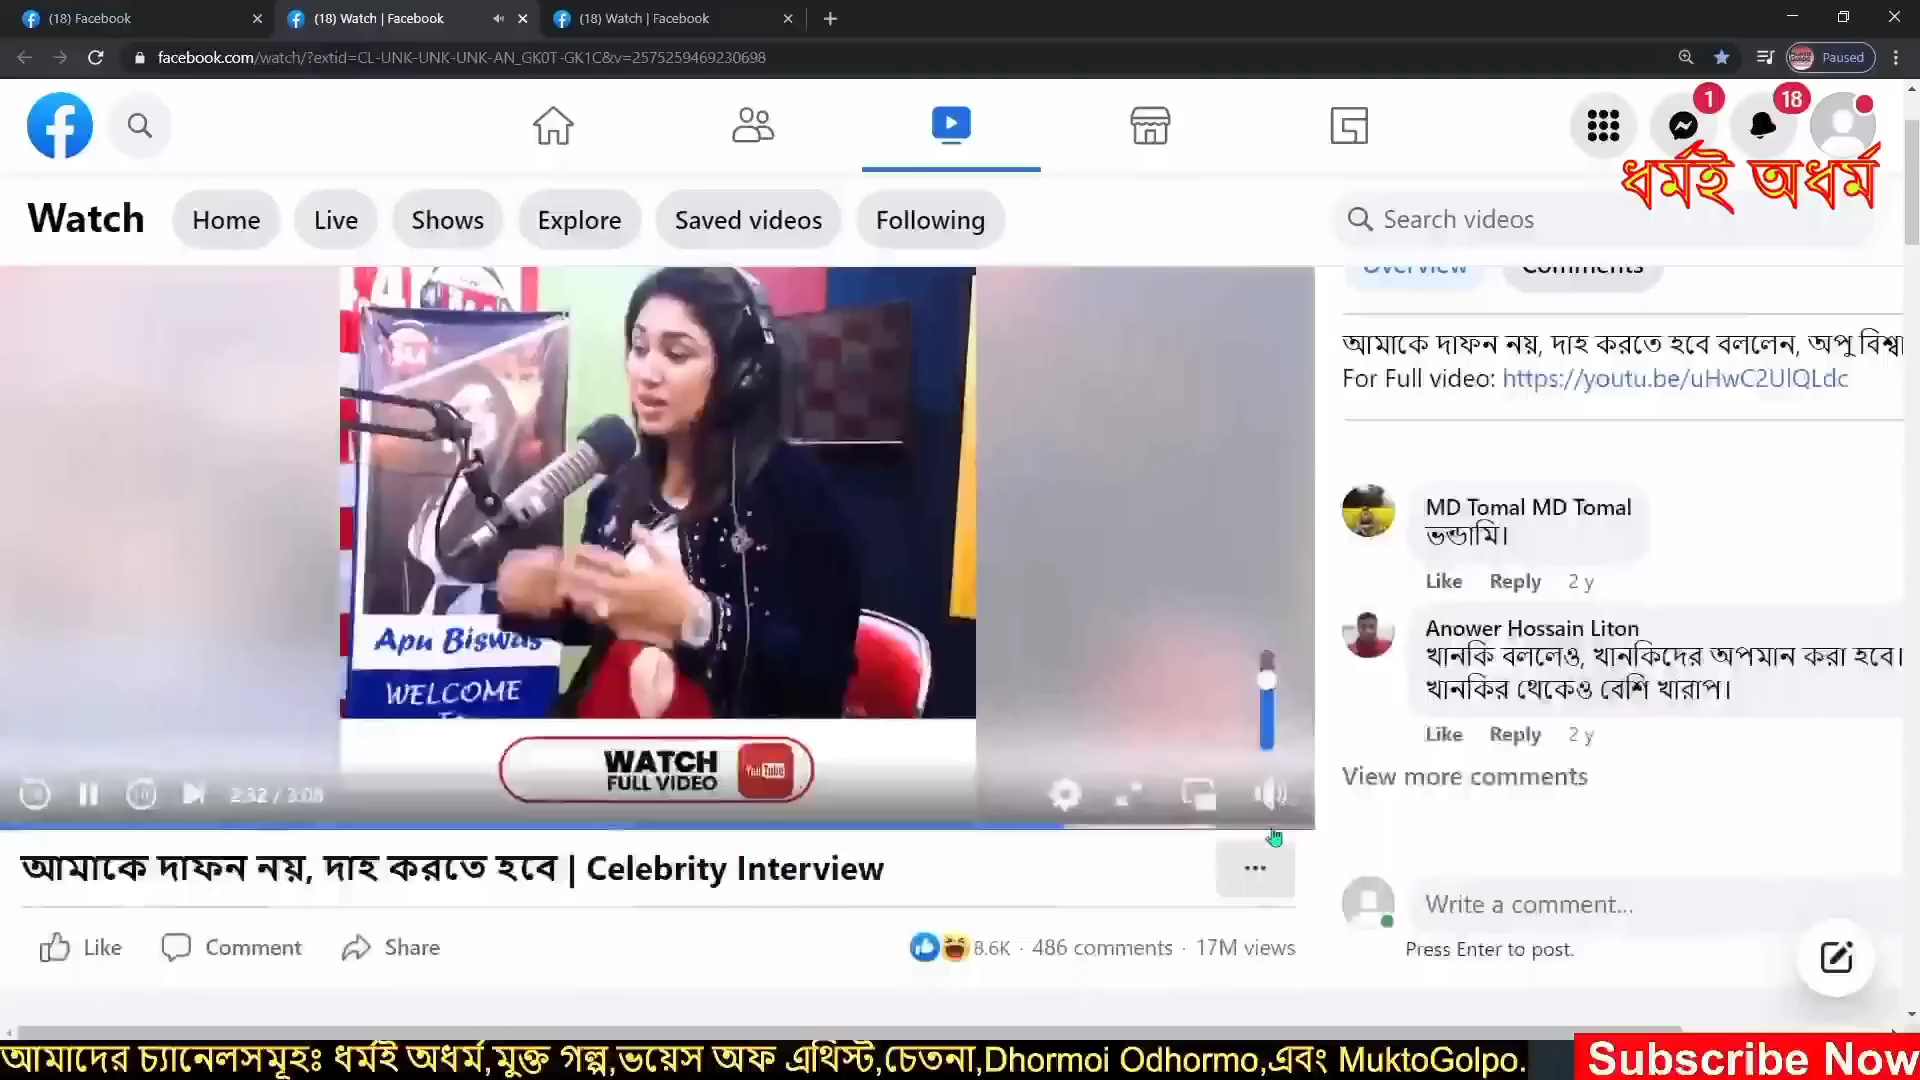 (18) Facebook
(18) Watch | Facebook
(18) Watch | Facebook
facebook.com/watch/?extid=CL-UNK-UNK-UNK-AN_GK0T-GK1C&v=2575259469230698
Paused
1
18
ধর্মই অধর্ম
Watch
Home
Live
Shows
Explore
Saved videos
Following
Search videos
Overview
Comments
আমাকে দাফন নয়, দাহ করতে হবে বললেন, অপু বিশ্বা
For Full video: https://youtu.be/uHwC2UlQLdc
MD Tomal MD Tomal
ভন্ডামি।
Like Reply 2 y
Anower Hossain Liton
খানকি বললেও, খানকিদের অপমান করা হবে।
খানকির থেকেও বেশি খারাপ।
Like Reply 2 y
View more comments
Apu Biswas
WELCOME
WATCH
FULL VIDEO
YouTube
2:32 / 3:08
আমাকে দাফন নয়, দাহ করতে হবে | Celebrity Interview
Like
Comment
Share
8.6K · 486 comments · 17M views
Write a comment...
Press Enter to post.
আমাদের চ্যানেলসমূহঃ ধর্মই অধর্ম,মুক্ত গল্প,ভয়েস অফ এথিস্ট,চেতনা,Dhormoi Odhormo,এবং MuktoGolpo.
Subscribe Now